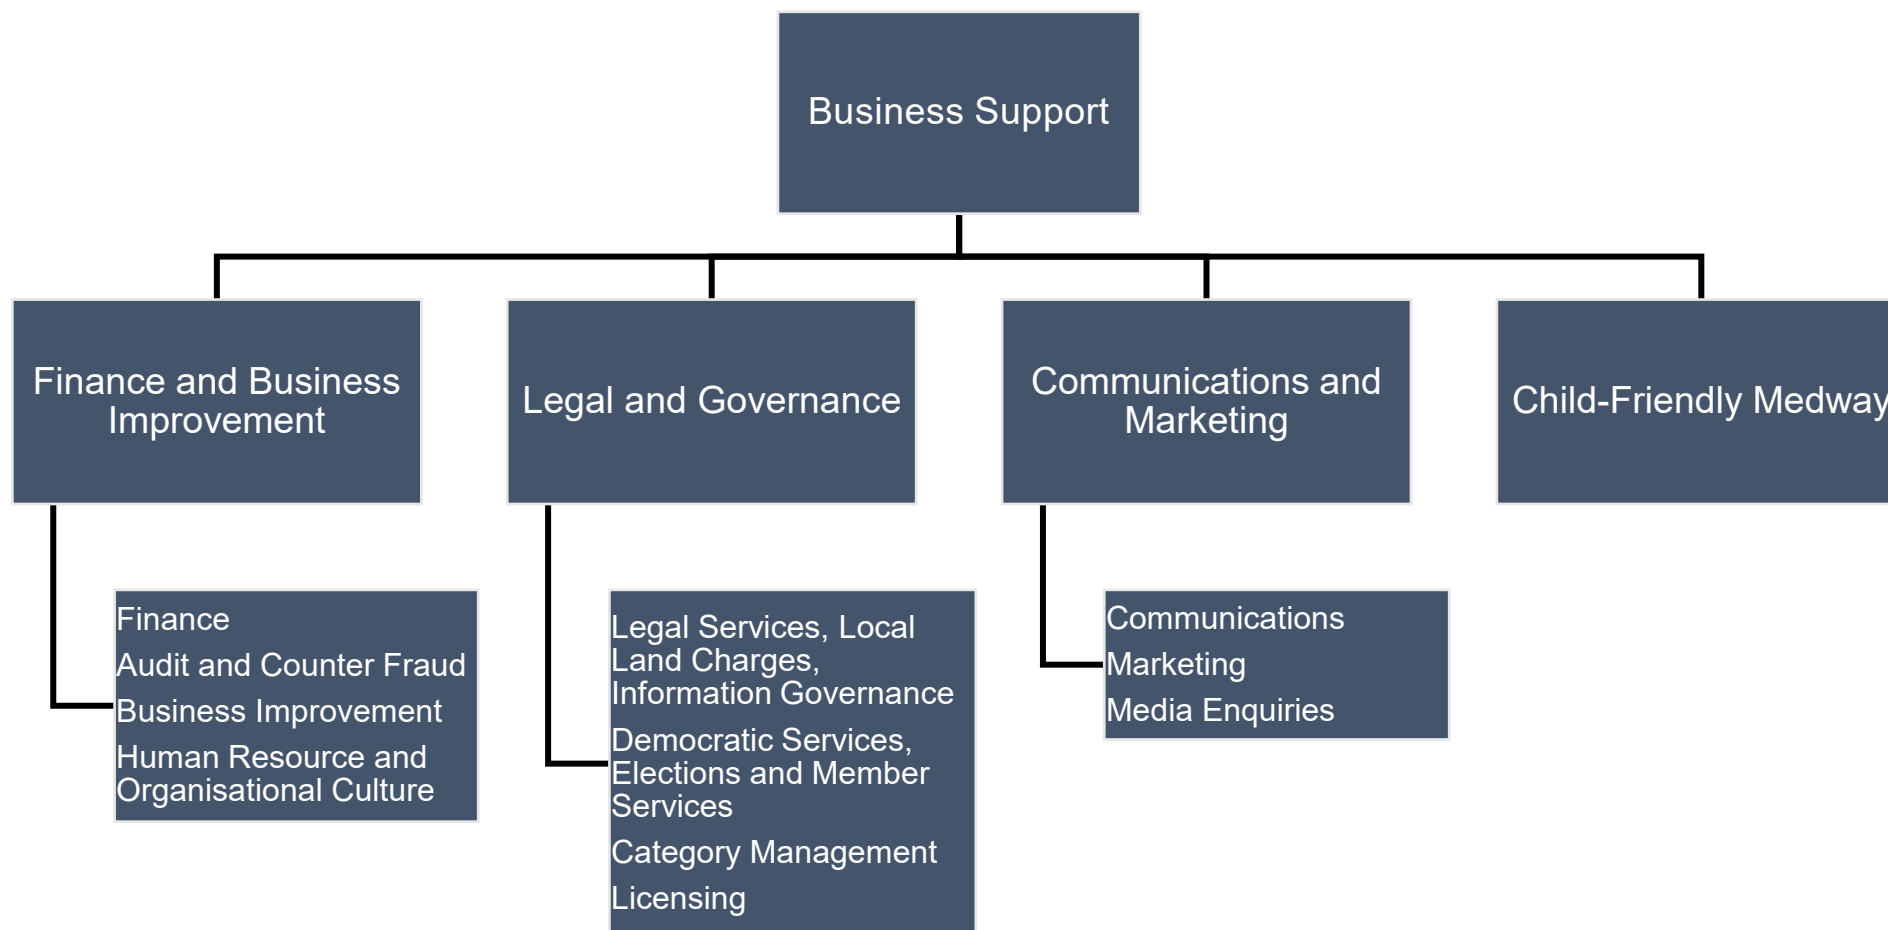 Business Support
Finance and Business
Improvement
Legal and Governance
Communications and
Marketing
Child-Friendly Medway
Finance
Audit and Counter Fraud
Business Improvement
Human Resource and
Organisational Culture
Legal Services, Local
Land Charges,
Information Governance
Democratic Services,
Elections and Member
Services
Category Management
Licensing
Communications
Marketing
Media Enquiries